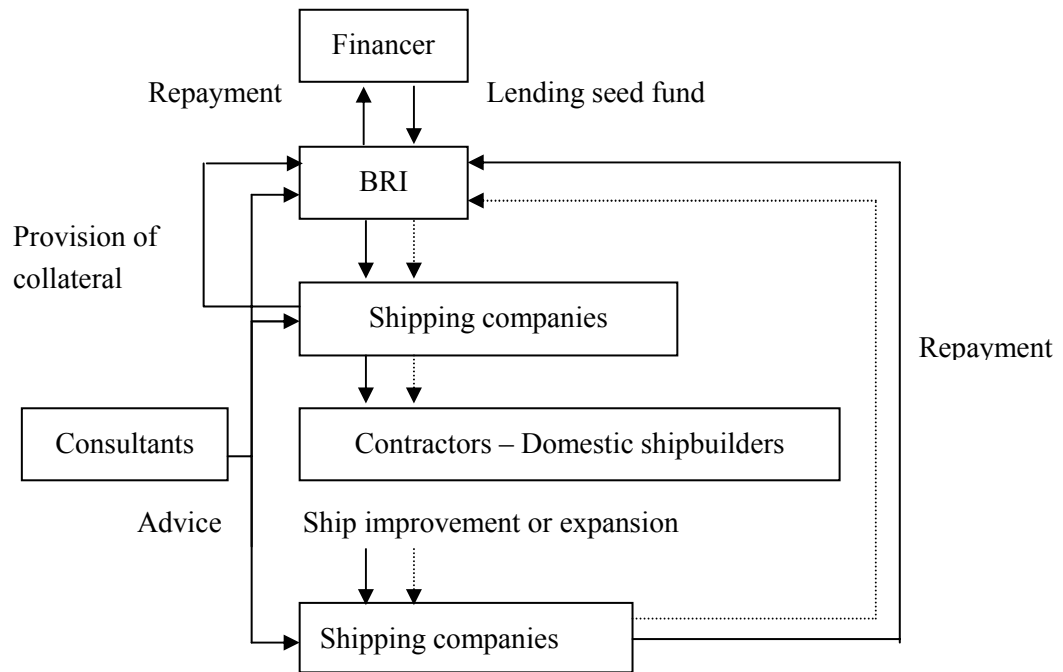 Financer
Repayment
Lending seed fund
BRI
Provision of
collateral
Shipping companies
Repayment
Consultants
Contractors – Domestic shipbuilders
Advice
Ship improvement or expansion
Shipping companies